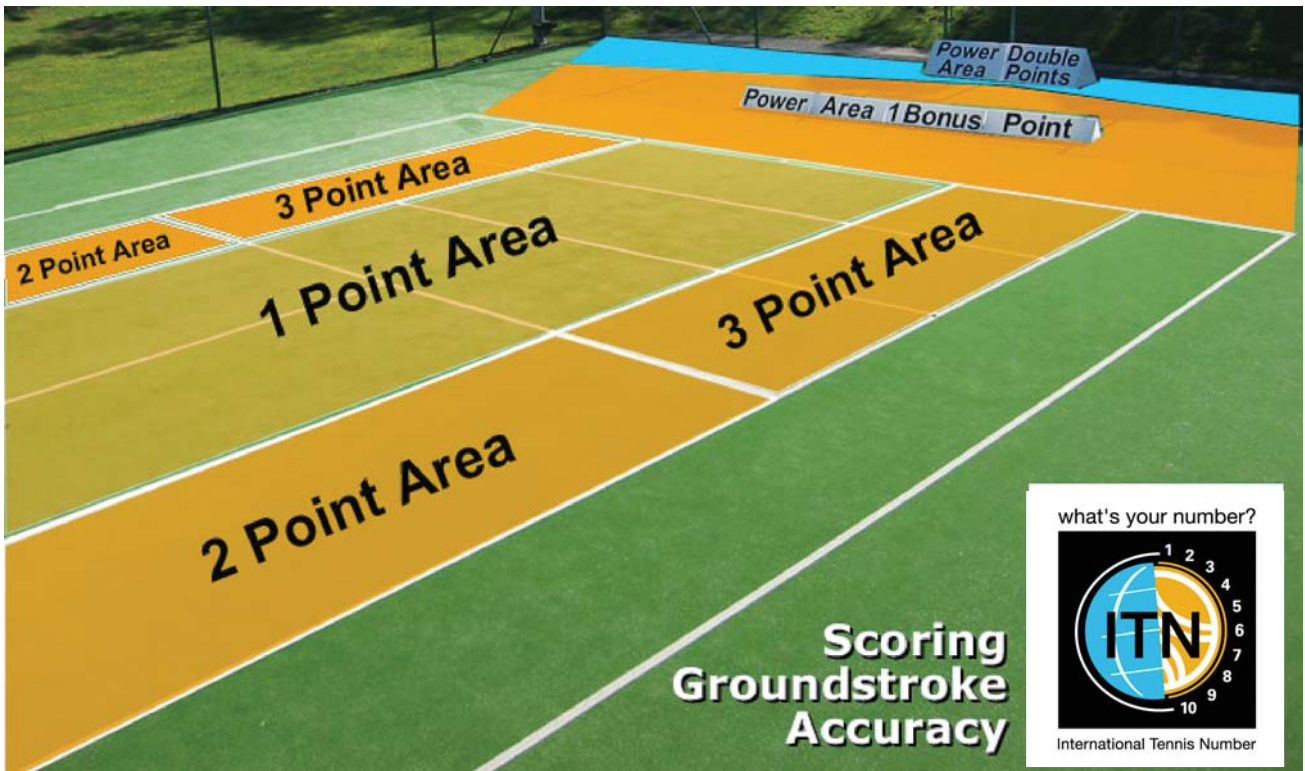 Power Double
Area Points
Power Area 1 Bonus Point
3 Point Area
2 Point Area
1 Point Area
3 Point Area
2 Point Area
Scoring
Groundstroke
Accuracy
what's your number?
1
2
3
4
5
6
7
8
9
10
ITN
International Tennis Number